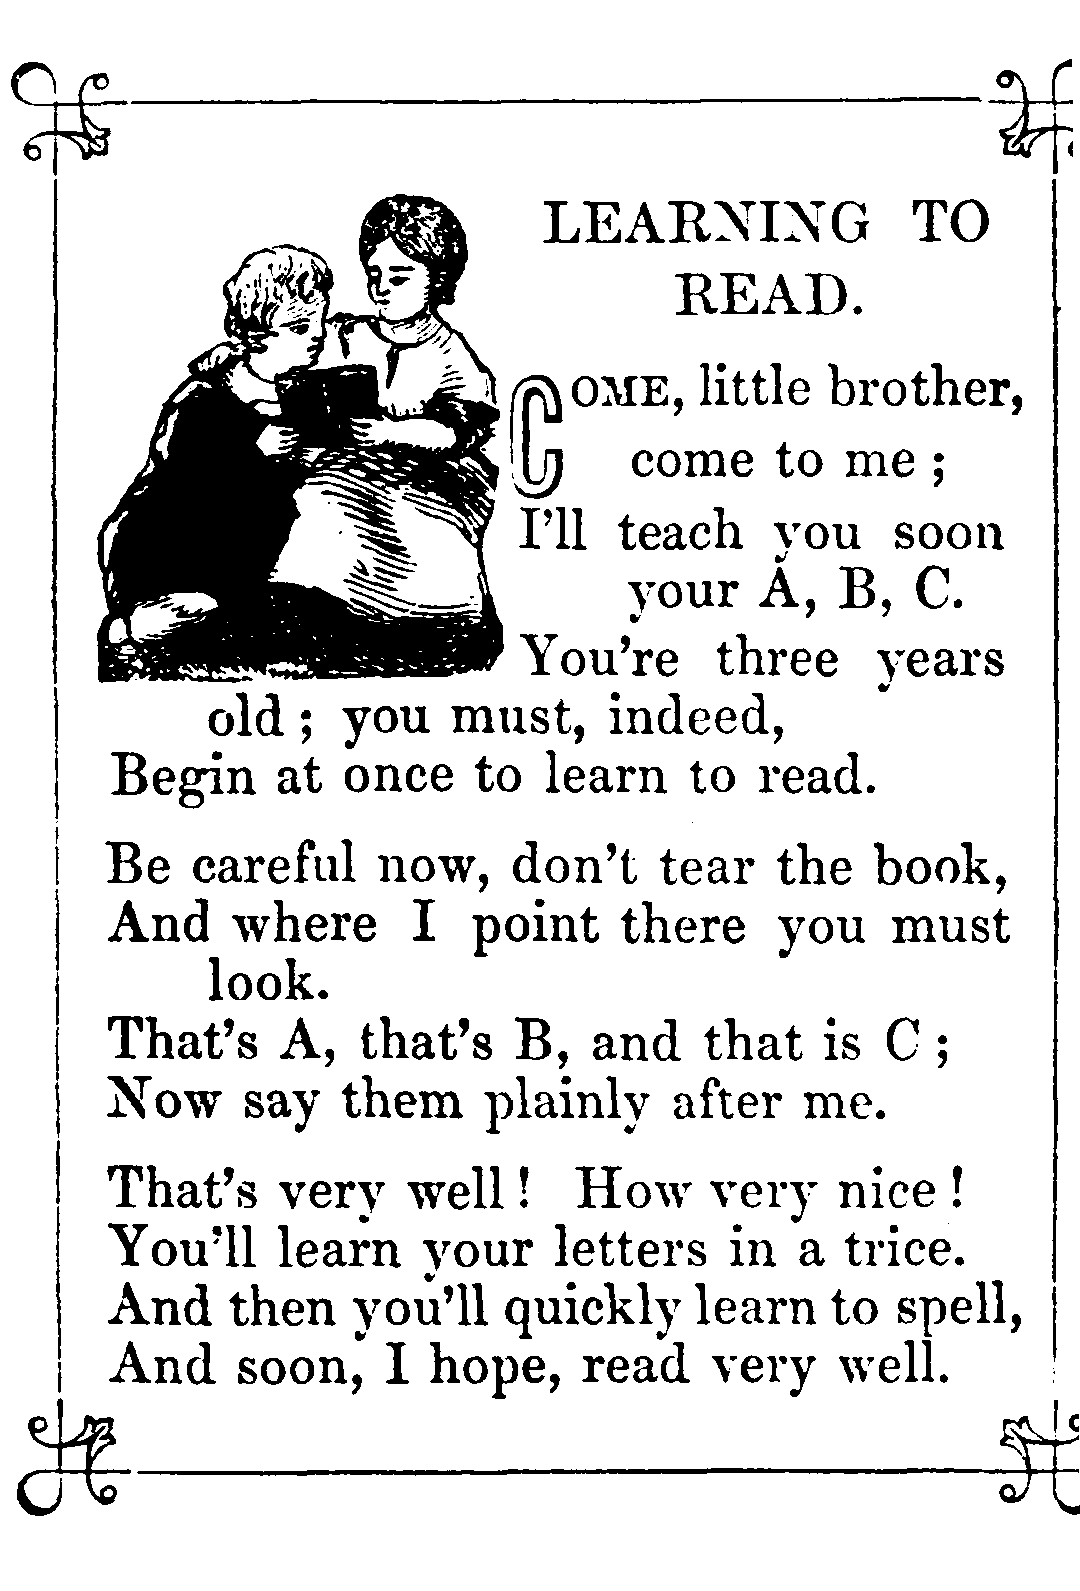 LEARNING TO
READ.
COME, little brother,
come to me ;
I'll teach you soon
your A, B, C.
You're three years
old ; you must, indeed,
Begin at once to learn to read.
Be careful now, don't tear the book,
And where I point there you must
look.
That's A, that's B, and that is C ;
Now say them plainly after me.
That's very well ! How very nice !
You'll learn your letters in a trice.
And then you'll quickly learn to spell,
And soon, I hope, read very well.